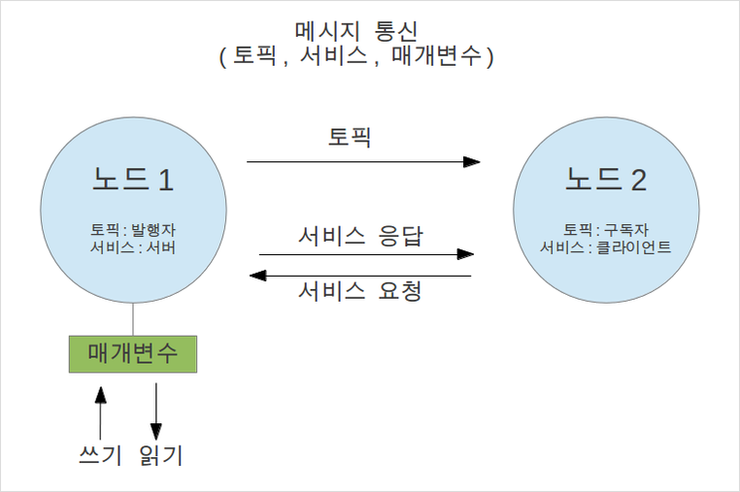 메시지 통신
(토픽, 서비스, 매개변수)
토픽
노드 1
토픽 : 발행자
서비스 : 서버
노드 2
토픽 : 구독자
서비스 : 클라이언트
서비스 응답
서비스 요청
매개변수
쓰기
읽기